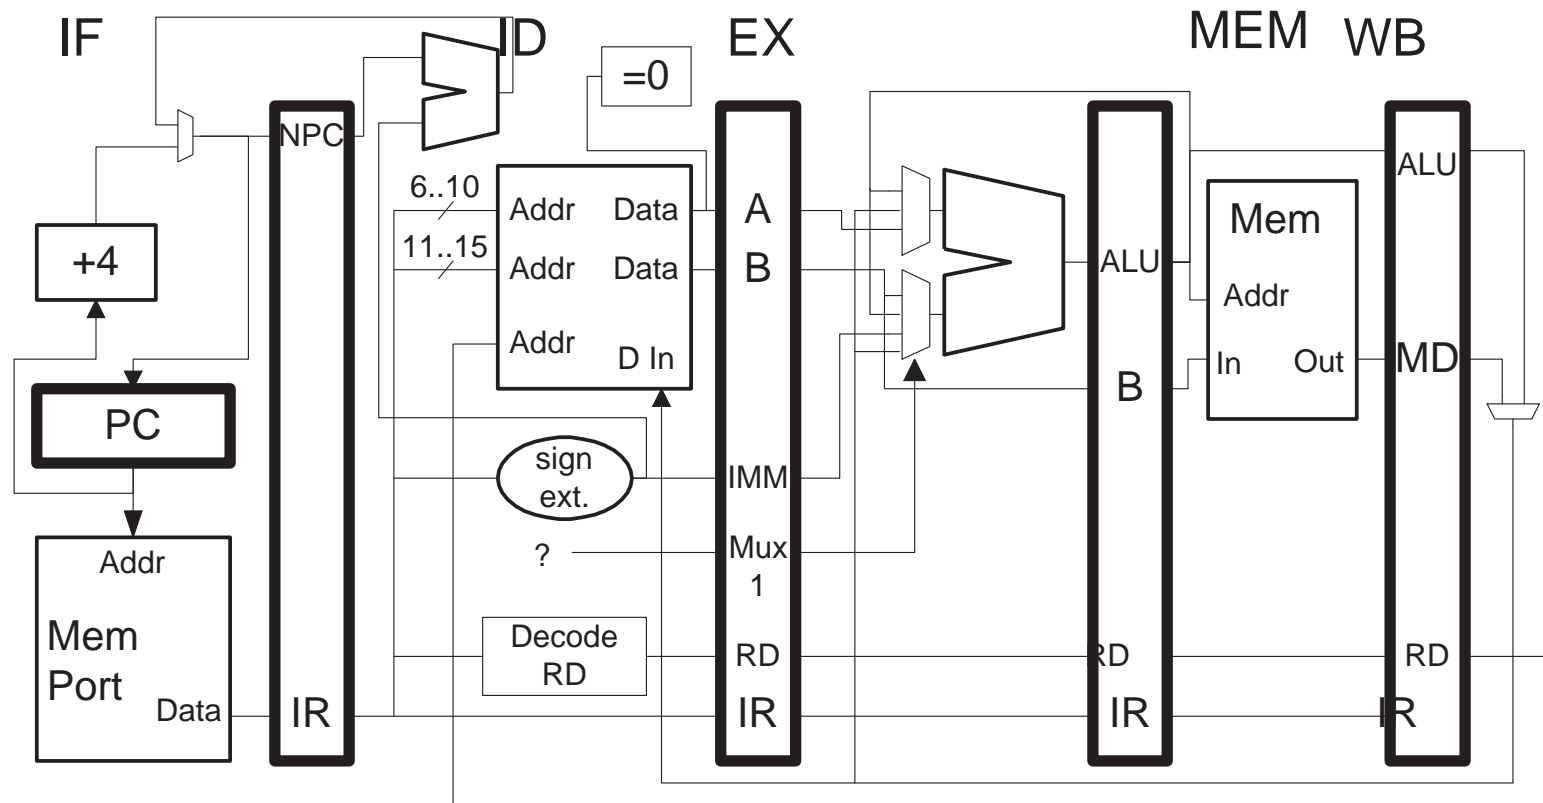 IF
ID
EX
MEM
WB
=0
NPC
ALU
6..10
Addr
Data
A
Mem
+4
11..15
Addr
Data
B
ALU
Addr
Addr
D In
In
Out
MD
PC
B
sign
ext.
IMM
?
Mux
1
Addr
Mem
Port
Data
Decode
RD
RD
RD
RD
IR
IR
IR
IR